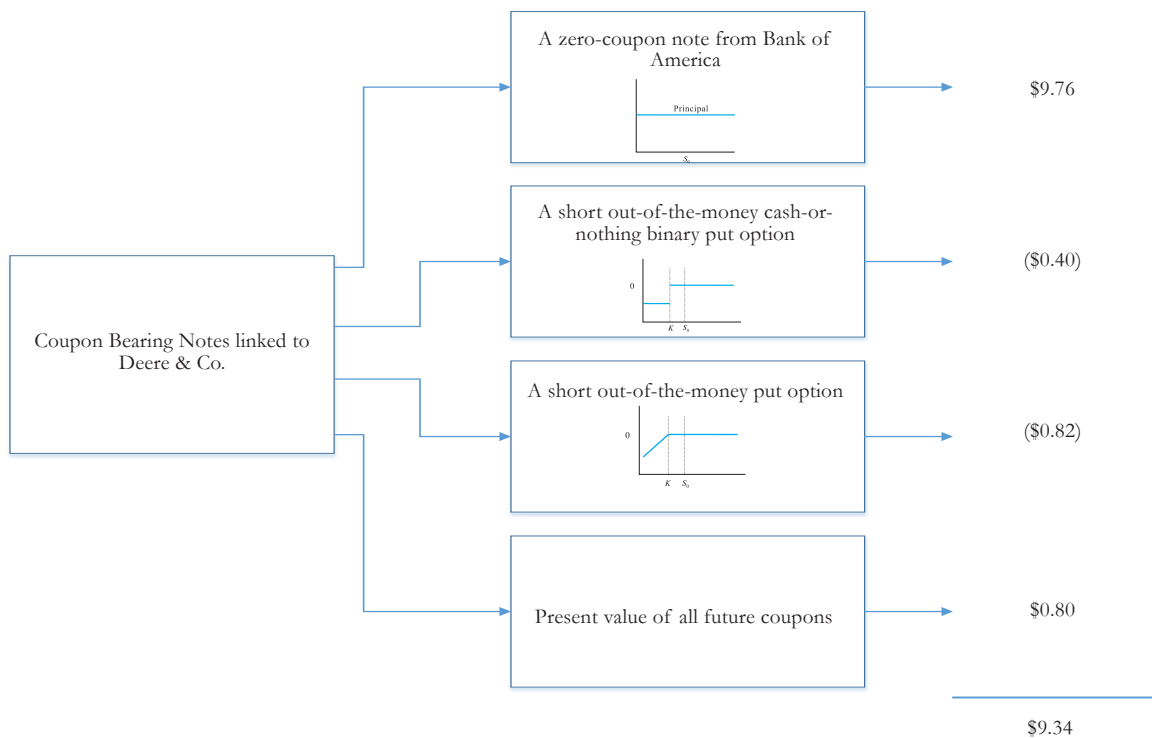 A zero-coupon note from Bank of
America
Principal
S₀
$9.76
A short out-of-the-money cash-or-
nothing binary put option
0
K S₀
($0.40)
Coupon Bearing Notes linked to
Deere & Co.
A short out-of-the-money put option
0
K S₀
($0.82)
Present value of all future coupons
$0.80
$9.34